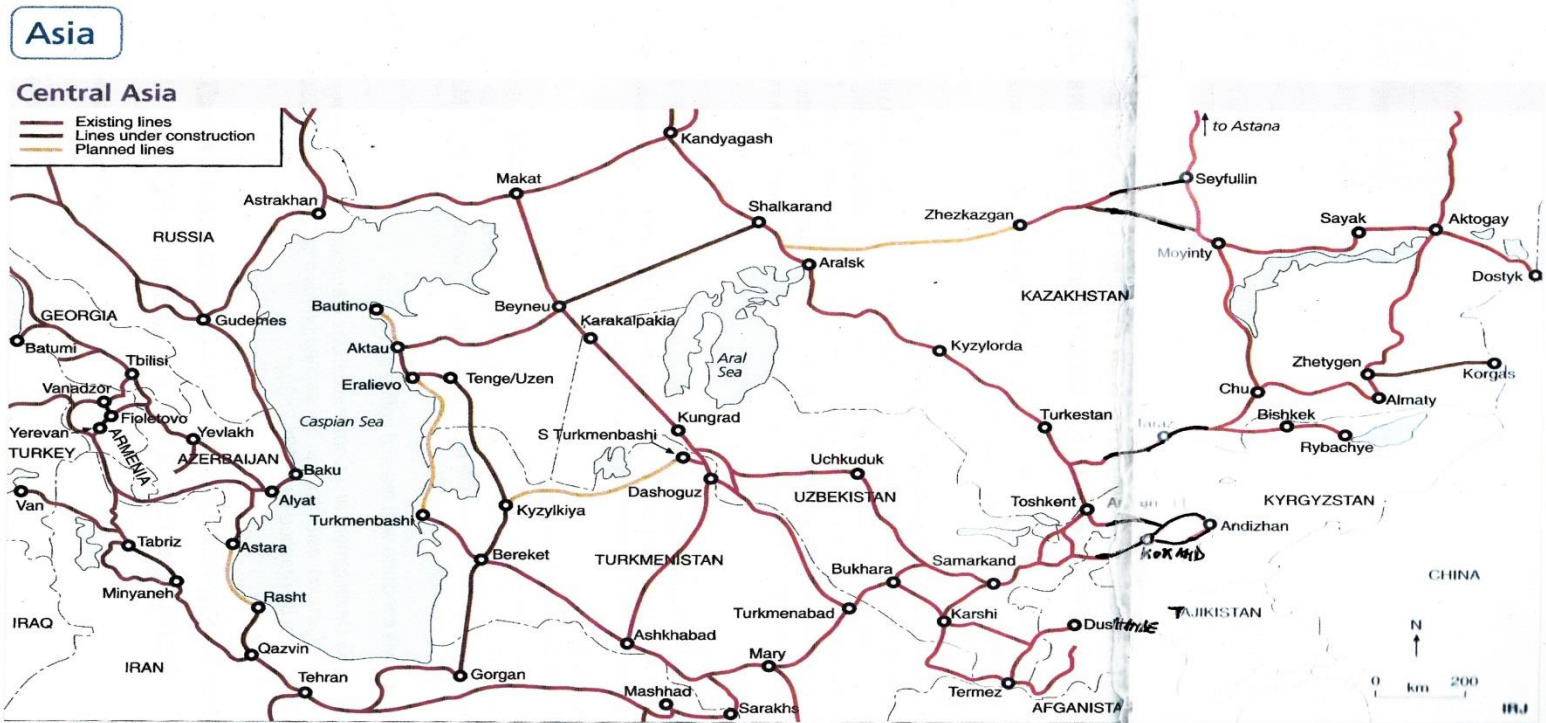 Asia
Central Asia
Existing lines
Lines under construction
Planned lines
to Astana
Kandyagash
Makat
Seyfullin
Astrakhan
Shalkarand
Zhezkazgan
Sayak
Aktogay
RUSSIA
Moyinty
Aralsk
Dostyk
KAZAKHSTAN
Bautino
Beyneu
GEORGIA
Gudemes
Karakalpakia
Batumi
Aktau
Kyzylorda
Tbilisi
Aral
Sea
Zhetygen
Eralievo
Tenge/Uzen
Korgas
Vanadzor
Chu
Almaty
Fioletovo
Caspian Sea
Kungrad
Turkestan
Bishkek
Taraz
Yerevan
Yevlakh
S Turkmenbashi
Rybachye
TURKEY
ARMENIA
AZERBAIJAN
Uchkuduk
Baku
Dashoguz
UZBEKISTAN
Alyat
Toshkent
KYRGYZSTAN
Van
Kyzylkiya
Turkmenbashi
Andizhan
Tabriz
Astara
Bereket
TURKMENISTAN
KOKAND
Samarkand
Bukhara
CHINA
Minyaneh
Rasht
Turkmenabad
Karshi
TAJIKISTAN
IRAQ
Ashkhabad
N
Qazvin
Mary
IRAN
Tehran
Gorgan
Mashhad
Termez
0 km 200
Sarakhs
AFGANISTA
IRJ